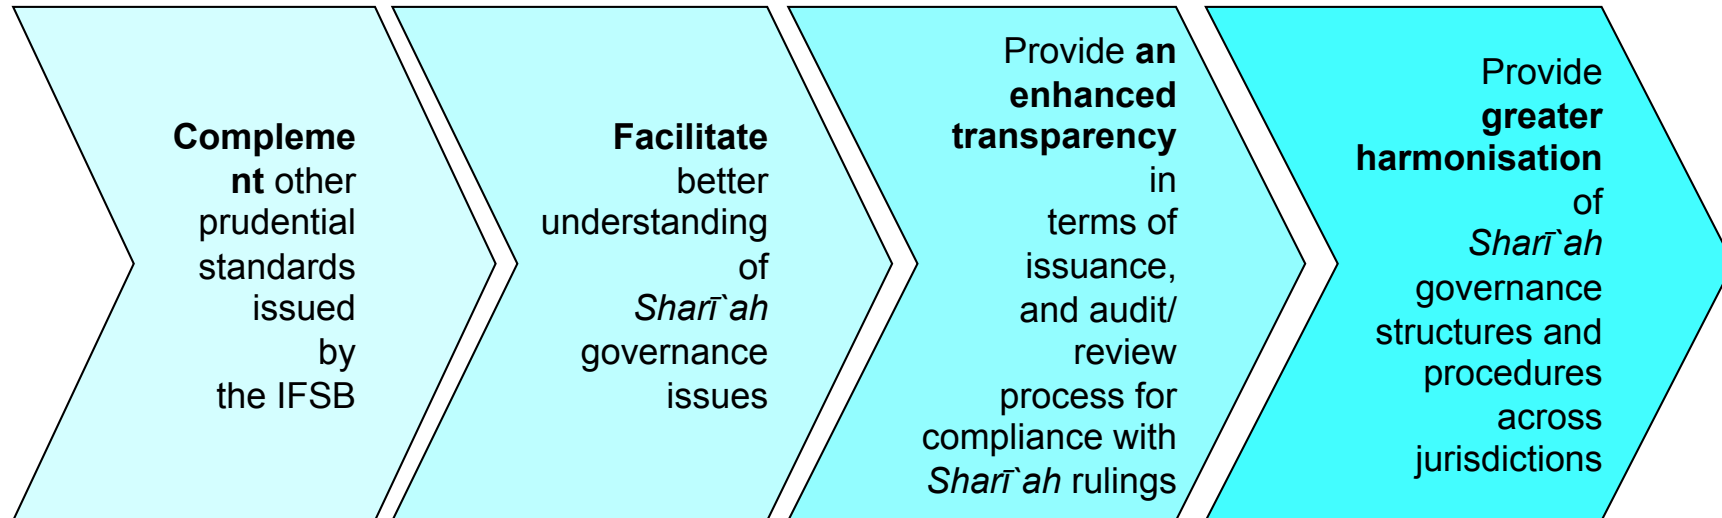 Compleme
nt other
prudential
standards
issued
by
the IFSB
Facilitate
better
understanding
of
Sharī`ah
governance
issues
Provide an
enhanced
transparency
in
terms of
issuance,
and audit/
review
process for
compliance with
Sharī`ah rulings
Provide
greater
harmonisation
of
Sharī`ah
governance
structures and
procedures
across
jurisdictions